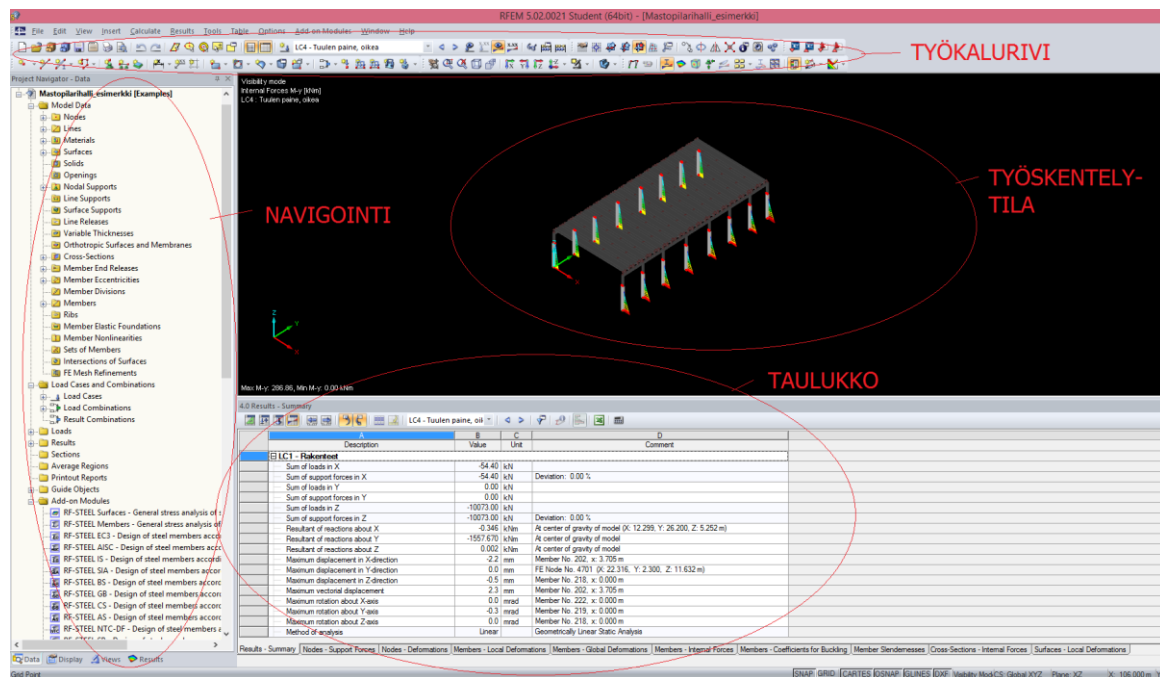 RFEM 5.02.0021 Student (64bit) - [Mastopilarihalli_esimerkki]
File Edit View Insert Calculate Results Tools Table Options Add-on Modules Window Help
LC4 - Tuulen paine, oikea
TYÖKALURIVI
Project Navigator - Data
Mastopilarihalli_esimerkki [Examples]
Model Data
Nodes
Lines
Materials
Surfaces
Solids
Openings
Nodal Supports
Line Supports
Surface Supports
Line Releases
Variable Thicknesses
Orthotropic Surfaces and Membranes
Cross-Sections
Member End Releases
Member Eccentricities
Member Divisions
Members
Ribs
Member Elastic Foundations
Member Nonlinearities
Sets of Members
Intersections of Surfaces
FE Mesh Refinements
Load Cases and Combinations
Load Cases
Load Combinations
Result Combinations
Loads
Results
Sections
Average Regions
Printout Reports
Guide Objects
Add-on Modules
RF-STEEL Surfaces - General stress analysis of s
RF-STEEL Members - General stress analysis of
RF-STEEL EC3 - Design of steel members acco
RF-STEEL AISC - Design of steel members acc
RF-STEEL IS - Design of steel members accordi
RF-STEEL SIA - Design of steel members accor
RF-STEEL BS - Design of steel members accor
RF-STEEL GB - Design of steel members accor
RF-STEEL CS - Design of steel members accor
RF-STEEL AS - Design of steel members accor
RF-STEEL NTC-DF - Design of steel members a
Data Display Views Results
NAVIGOINTI
Visibility mode
Internal Forces M-y [kNm]
LC4 : Tuulen paine, oikea
TYÖSKENTELY-
TILA
Z
Y
X
X
Max M-y: 286.86, Min M-y: 0.00 kNm
TAULUKKO
4.0 Results - Summary
LC4 - Tuulen paine, oik
A B C D
Description Value Unit Comment
LC1 - Rakenteet
Sum of loads in X -54.40 kN
Sum of support forces in X -54.40 kN Deviation: 0.00 %
Sum of loads in Y 0.00 kN
Sum of support forces in Y 0.00 kN
Sum of loads in Z -10073.00 kN
Sum of support forces in Z -10073.00 kN Deviation: 0.00 %
Resultant of reactions about X -0.346 kNm At center of gravity of model (X: 12.299, Y: 26.200, Z: 5.252 m)
Resultant of reactions about Y -1557.670 kNm At center of gravity of model
Resultant of reactions about Z 0.002 kNm At center of gravity of model
Maximum displacement in X-direction -2.2 mm Member No. 202, x: 3.705 m
Maximum displacement in Y-direction 0.0 mm FE Node No. 4701 (X: 22.316, Y: 2.300, Z: 11.632 m)
Maximum displacement in Z-direction -0.5 mm Member No. 218, x: 0.000 m
Maximum vectorial displacement 2.3 mm Member No. 202, x: 3.705 m
Maximum rotation about X-axis 0.0 mrad Member No. 222, x: 0.000 m
Maximum rotation about Y-axis -0.3 mrad Member No. 219, x: 0.000 m
Maximum rotation about Z-axis 0.0 mrad Member No. 218, x: 0.000 m
Method of analysis Linear Geometrically Linear Static Analysis
Results - Summary Nodes - Support Forces Nodes - Deformations Members - Local Deformations Members - Global Deformations Members - Internal Forces Members - Coefficients for Buckling Member Slendernesses Cross-Sections - Internal Forces Surfaces - Local Deformations
Grid Point SNAP GRID CARTES OSNAP GLINES DXF Visibility Mod CS: Global XYZ Plane: XZ X: 106.000 m